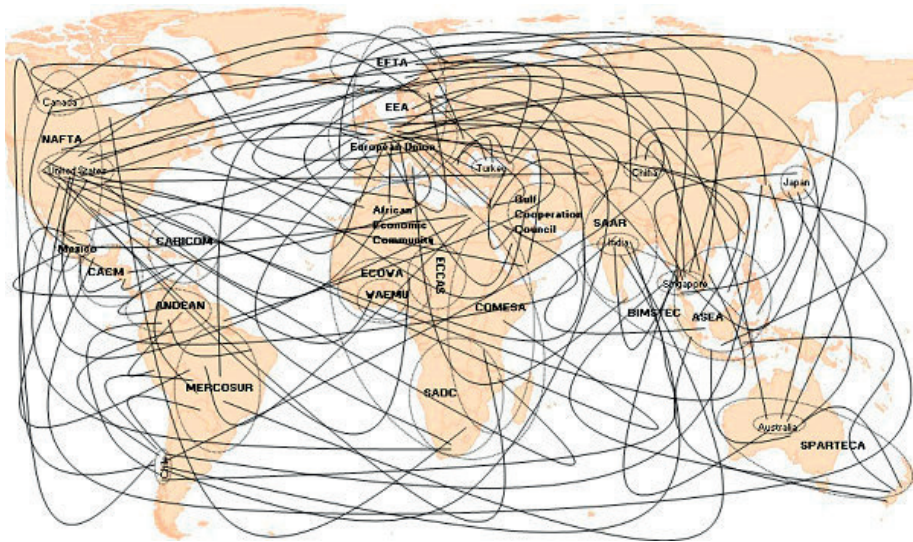 EFTA
Canada
EEA
NAFTA
European Union
United States
Turkey
China
Japan
African
Economic
Community
Gulf
Cooperation
Council
SAAR
India
Mexico
CARICOM
CACM
ECOWA
ECCAS
WAEMU
Singapore
ANDEAN
COMESA
BIMSTEC
ASEA
MERCOSUR
SADC
Australia
SPARTECA
Chile